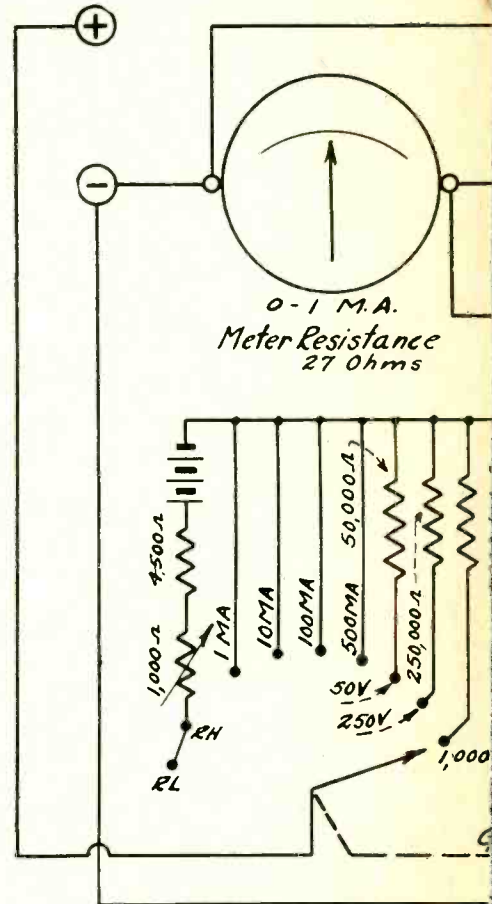 +
−
0-1 M.A.
Meter Resistance
27 Ohms
4,500Ω
1,000Ω
1 MA
10MA
100MA
500MA
50,000Ω
250,000Ω
50V
250V
1,000
RH
RL